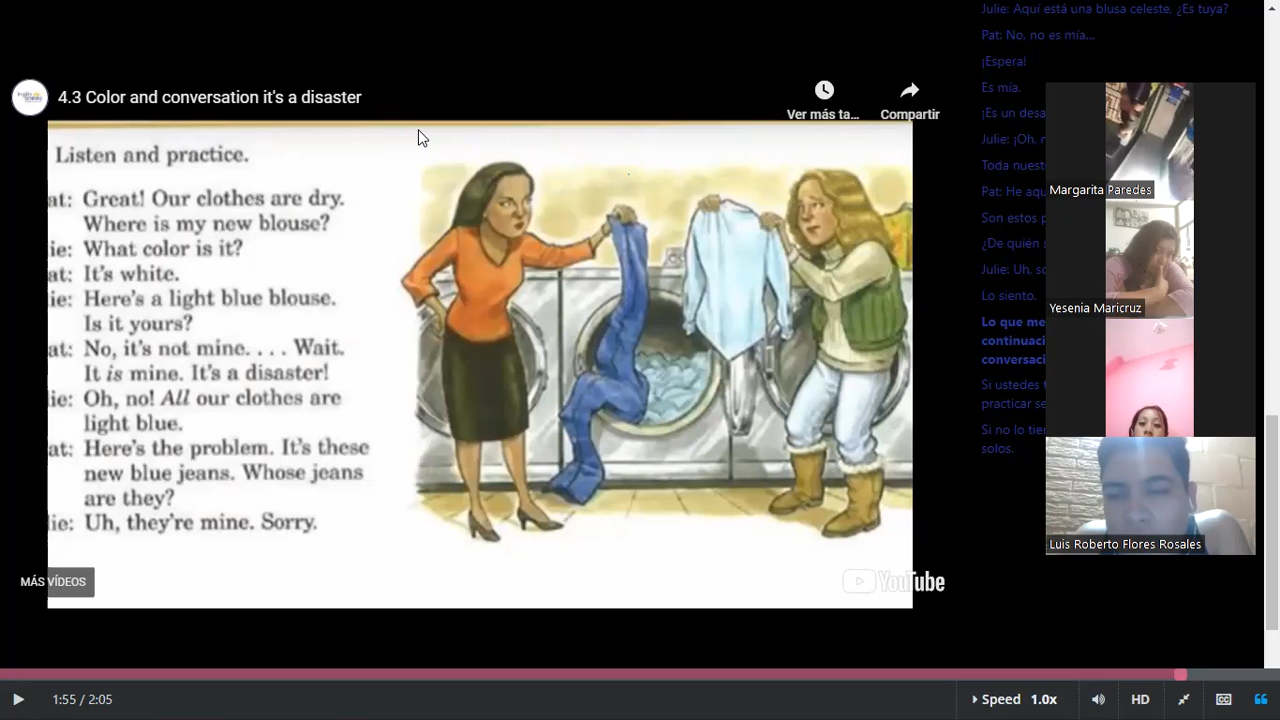 4.3 Color and conversation it's a disaster
Ver más ta...
Compartir
Listen and practice.
at: Great! Our clothes are dry.
Where is my new blouse?
ie: What color is it?
at: It's white.
ie: Here's a light blue blouse.
Is it yours?
at: No, it's not mine. . . . Wait.
It is mine. It's a disaster!
lie: Oh, no! All our clothes are
light blue.
at: Here's the problem. It's these
new blue jeans. Whose jeans
are they?
lie: Uh, they're mine. Sorry.
MÁS VÍDEOS
YouTube
Julie: Aquí está una blusa celeste, ¿Es tuya?
Pat: No, no es mía...
¡Espera!
Es mía.
¡Es un desa
Julie: ¡Oh,
Toda nuest
Pat: He aqu
Son estos p
¿De quién s
Julie: Uh, so
Lo siento.
Lo que me
continuaci
conversaci
Si ustedes t
practicar se
Si no lo tien
solos.
Margarita Paredes
Yesenia Maricruz
Luis Roberto Flores Rosales
1:55 / 2:05
Speed 1.0x
HD
CC